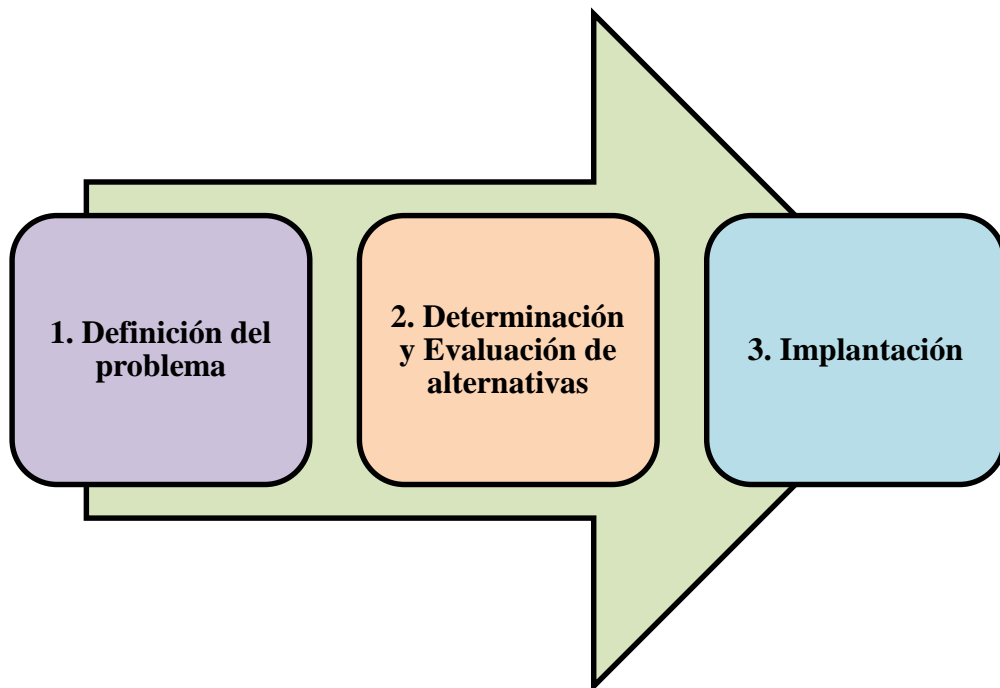 1. Definición del
problema
2. Determinación
y Evaluación de
alternativas
3. Implantación